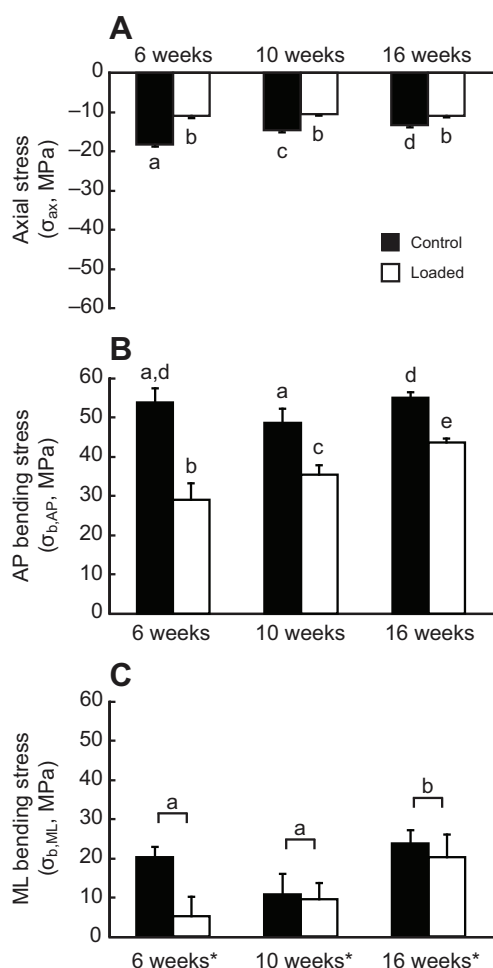 A
6 weeks 10 weeks 16 weeks
0
–10
–20
–30
–40
–50
–60
Axial stress
(σax, MPa)
a b c b d b
Control
Loaded
B
60
50
40
30
20
10
0
AP bending stress
(σb,AP, MPa)
a,d b a c d e
6 weeks 10 weeks 16 weeks
C
60
50
40
30
20
10
0
ML bending stress
(σb,ML, MPa)
a a b
6 weeks* 10 weeks* 16 weeks*